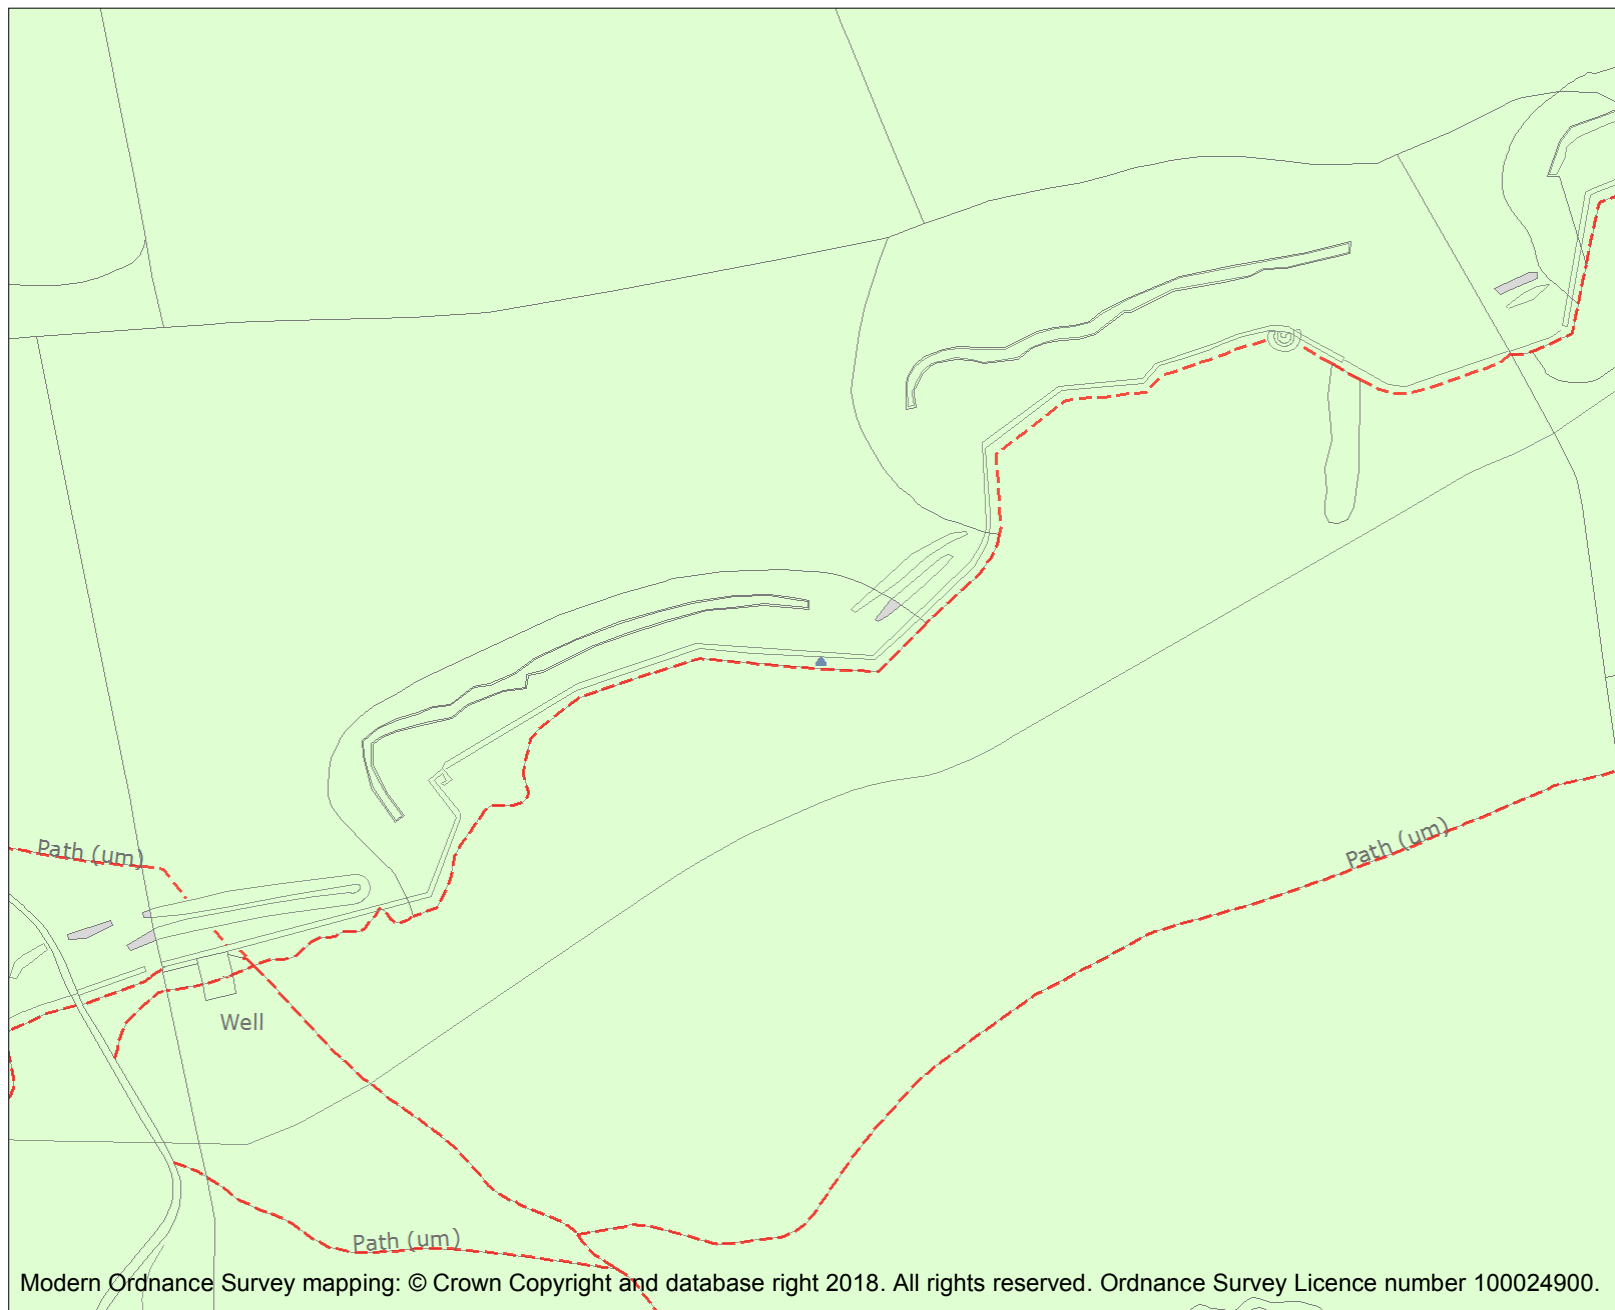 Path (um)
Path (um)
Well
Path (um)
Modern Ordnance Survey mapping: © Crown Copyright and database right 2018. All rights reserved. Ordnance Survey Licence number 100024900.